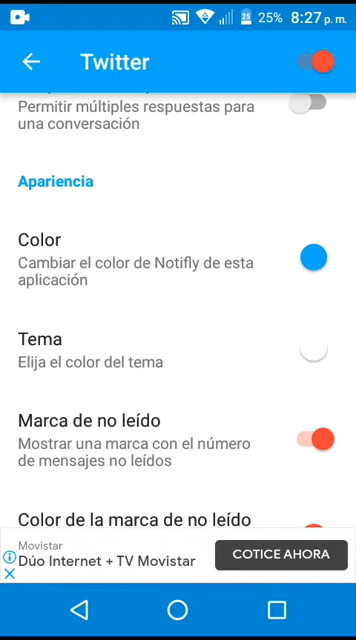 25 25% 8:27 p. m.
Twitter
Permitir múltiples respuestas para
una conversación
Apariencia
Color
Cambiar el color de Notifly de esta
aplicación
Tema
Elija el color del tema
Marca de no leído
Mostrar una marca con el número
de mensajes no leídos
Color de la marca de no leído
Movistar
Dúo Internet + TV Movistar
COTICE AHORA